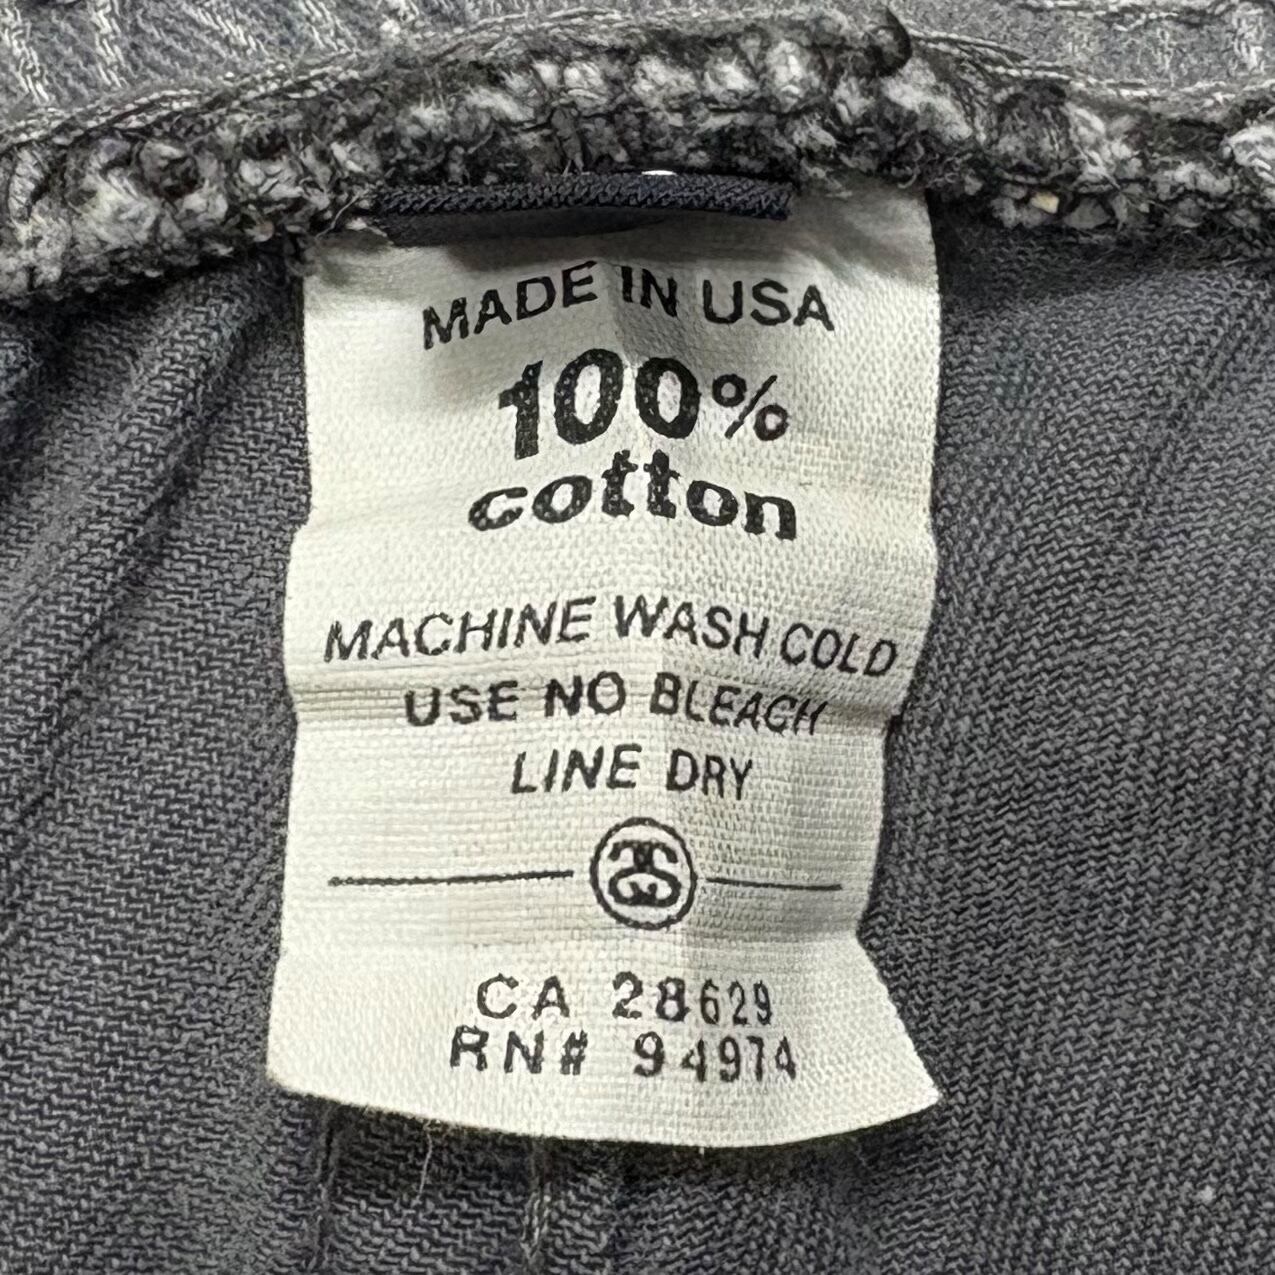 MADE IN USA
100%
cotton
MACHINE WASH COLD
USE NO BLEACH
LINE DRY
CA 28629
RN# 94974